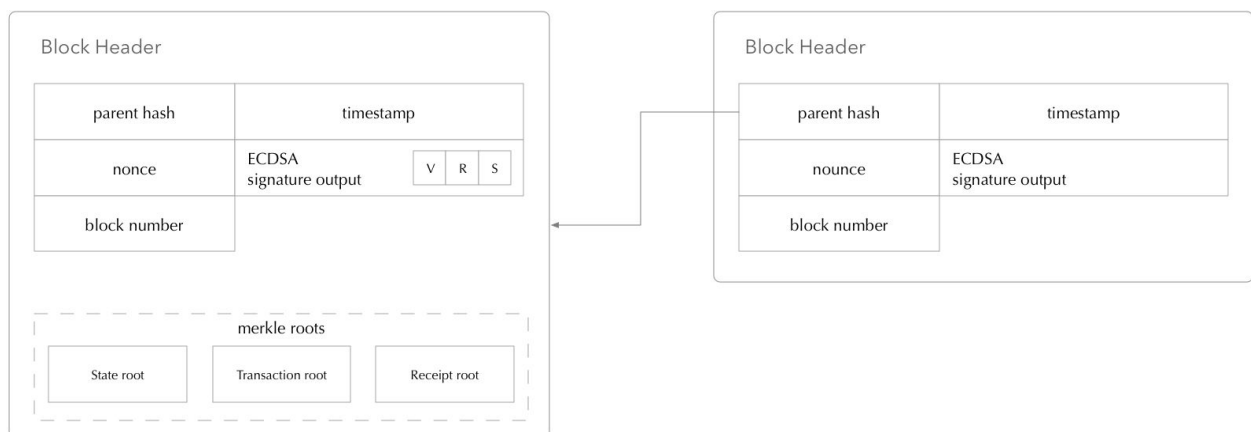 Block Header
parent hash
timestamp
nonce
ECDSA
signature output
V
R
S
block number
merkle roots
State root
Transaction root
Receipt root
Block Header
parent hash
timestamp
nounce
ECDSA
signature output
block number